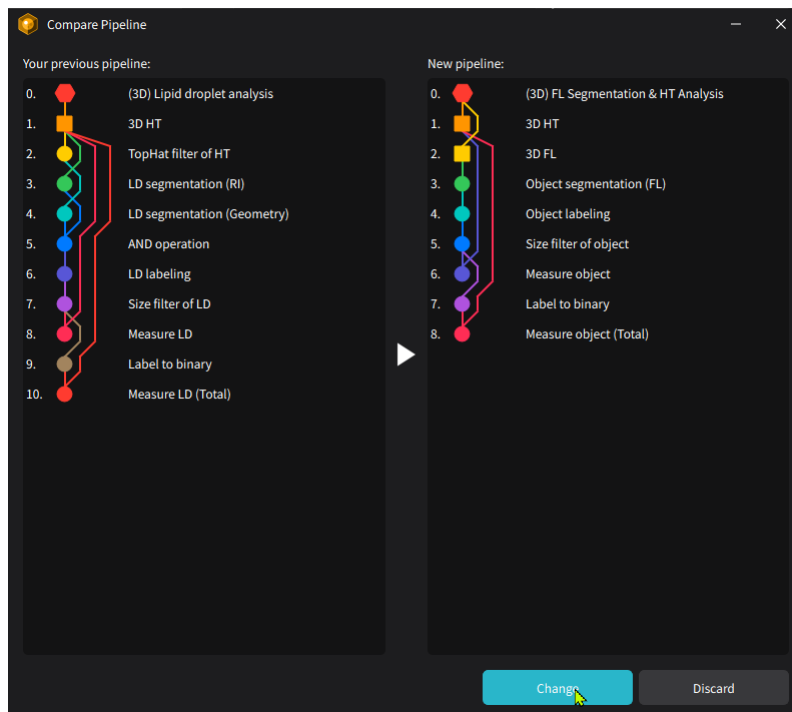 Compare Pipeline
Your previous pipeline:
0. (3D) Lipid droplet analysis
1. 3D HT
2. TopHat filter of HT
3. LD segmentation (RI)
4. LD segmentation (Geometry)
5. AND operation
6. LD labeling
7. Size filter of LD
8. Measure LD
9. Label to binary
10. Measure LD (Total)
New pipeline:
0. (3D) FL Segmentation & HT Analysis
1. 3D HT
2. 3D FL
3. Object segmentation (FL)
4. Object labeling
5. Size filter of object
6. Measure object
7. Label to binary
8. Measure object (Total)
Change
Discard